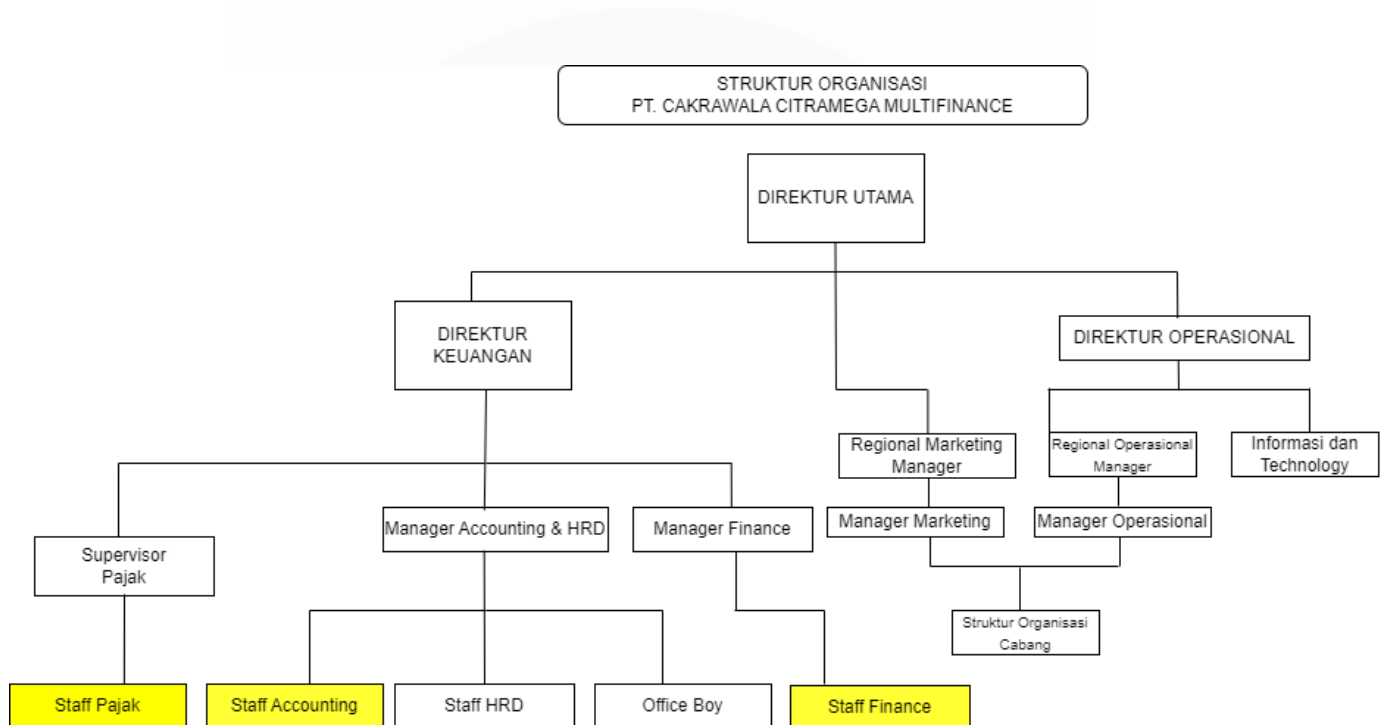 STRUKTUR ORGANISASI
PT. CAKRAWALA CITRAMEGA MULTIFINANCE
DIREKTUR UTAMA
DIREKTUR
KEUANGAN
DIREKTUR OPERASIONAL
Regional Marketing
Manager
Regional Operasional
Manager
Informasi dan
Technology
Manager Accounting & HRD
Manager Finance
Manager Marketing
Manager Operasional
Supervisor
Pajak
Struktur Organisasi
Cabang
Staff Pajak
Staff Accounting
Staff HRD
Office Boy
Staff Finance